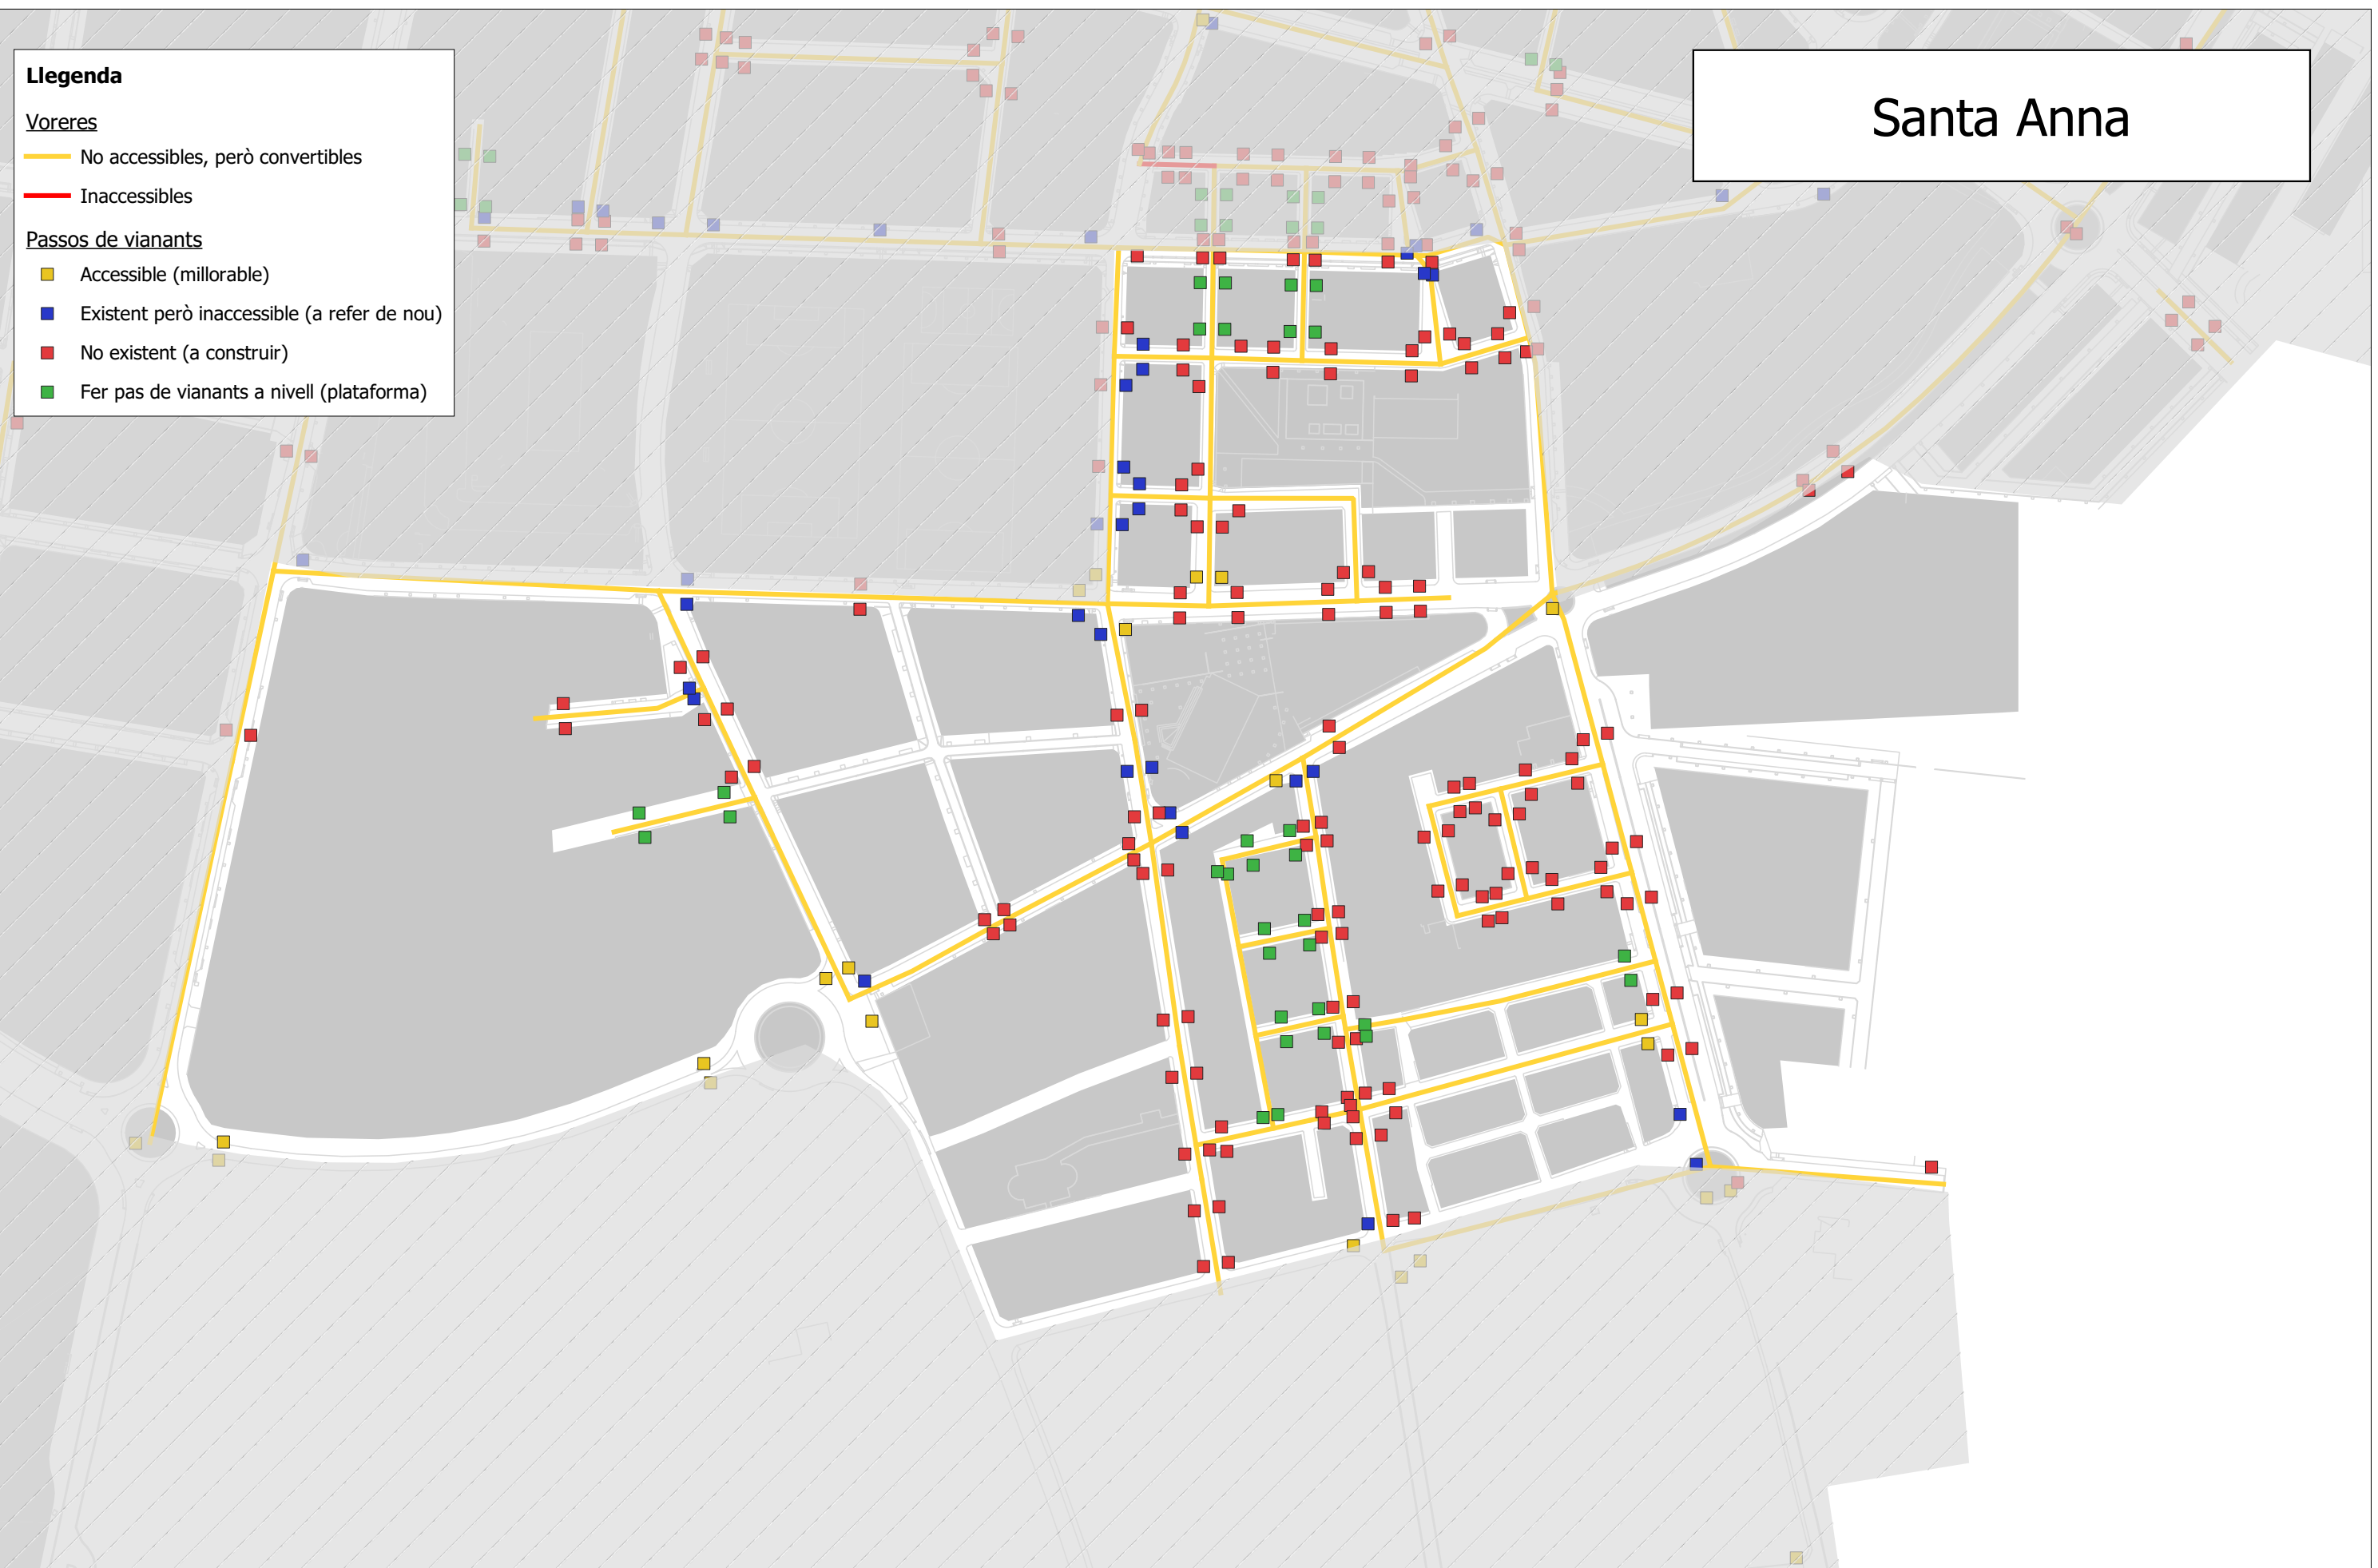 Llegenda
Voreres
No accessibles, però convertibles
Inaccessibles
Passos de vianants
Accessible (millorable)
Existent però inaccessible (a refer de nou)
No existent (a construir)
Fer pas de vianants a nivell (plataforma)
Santa Anna